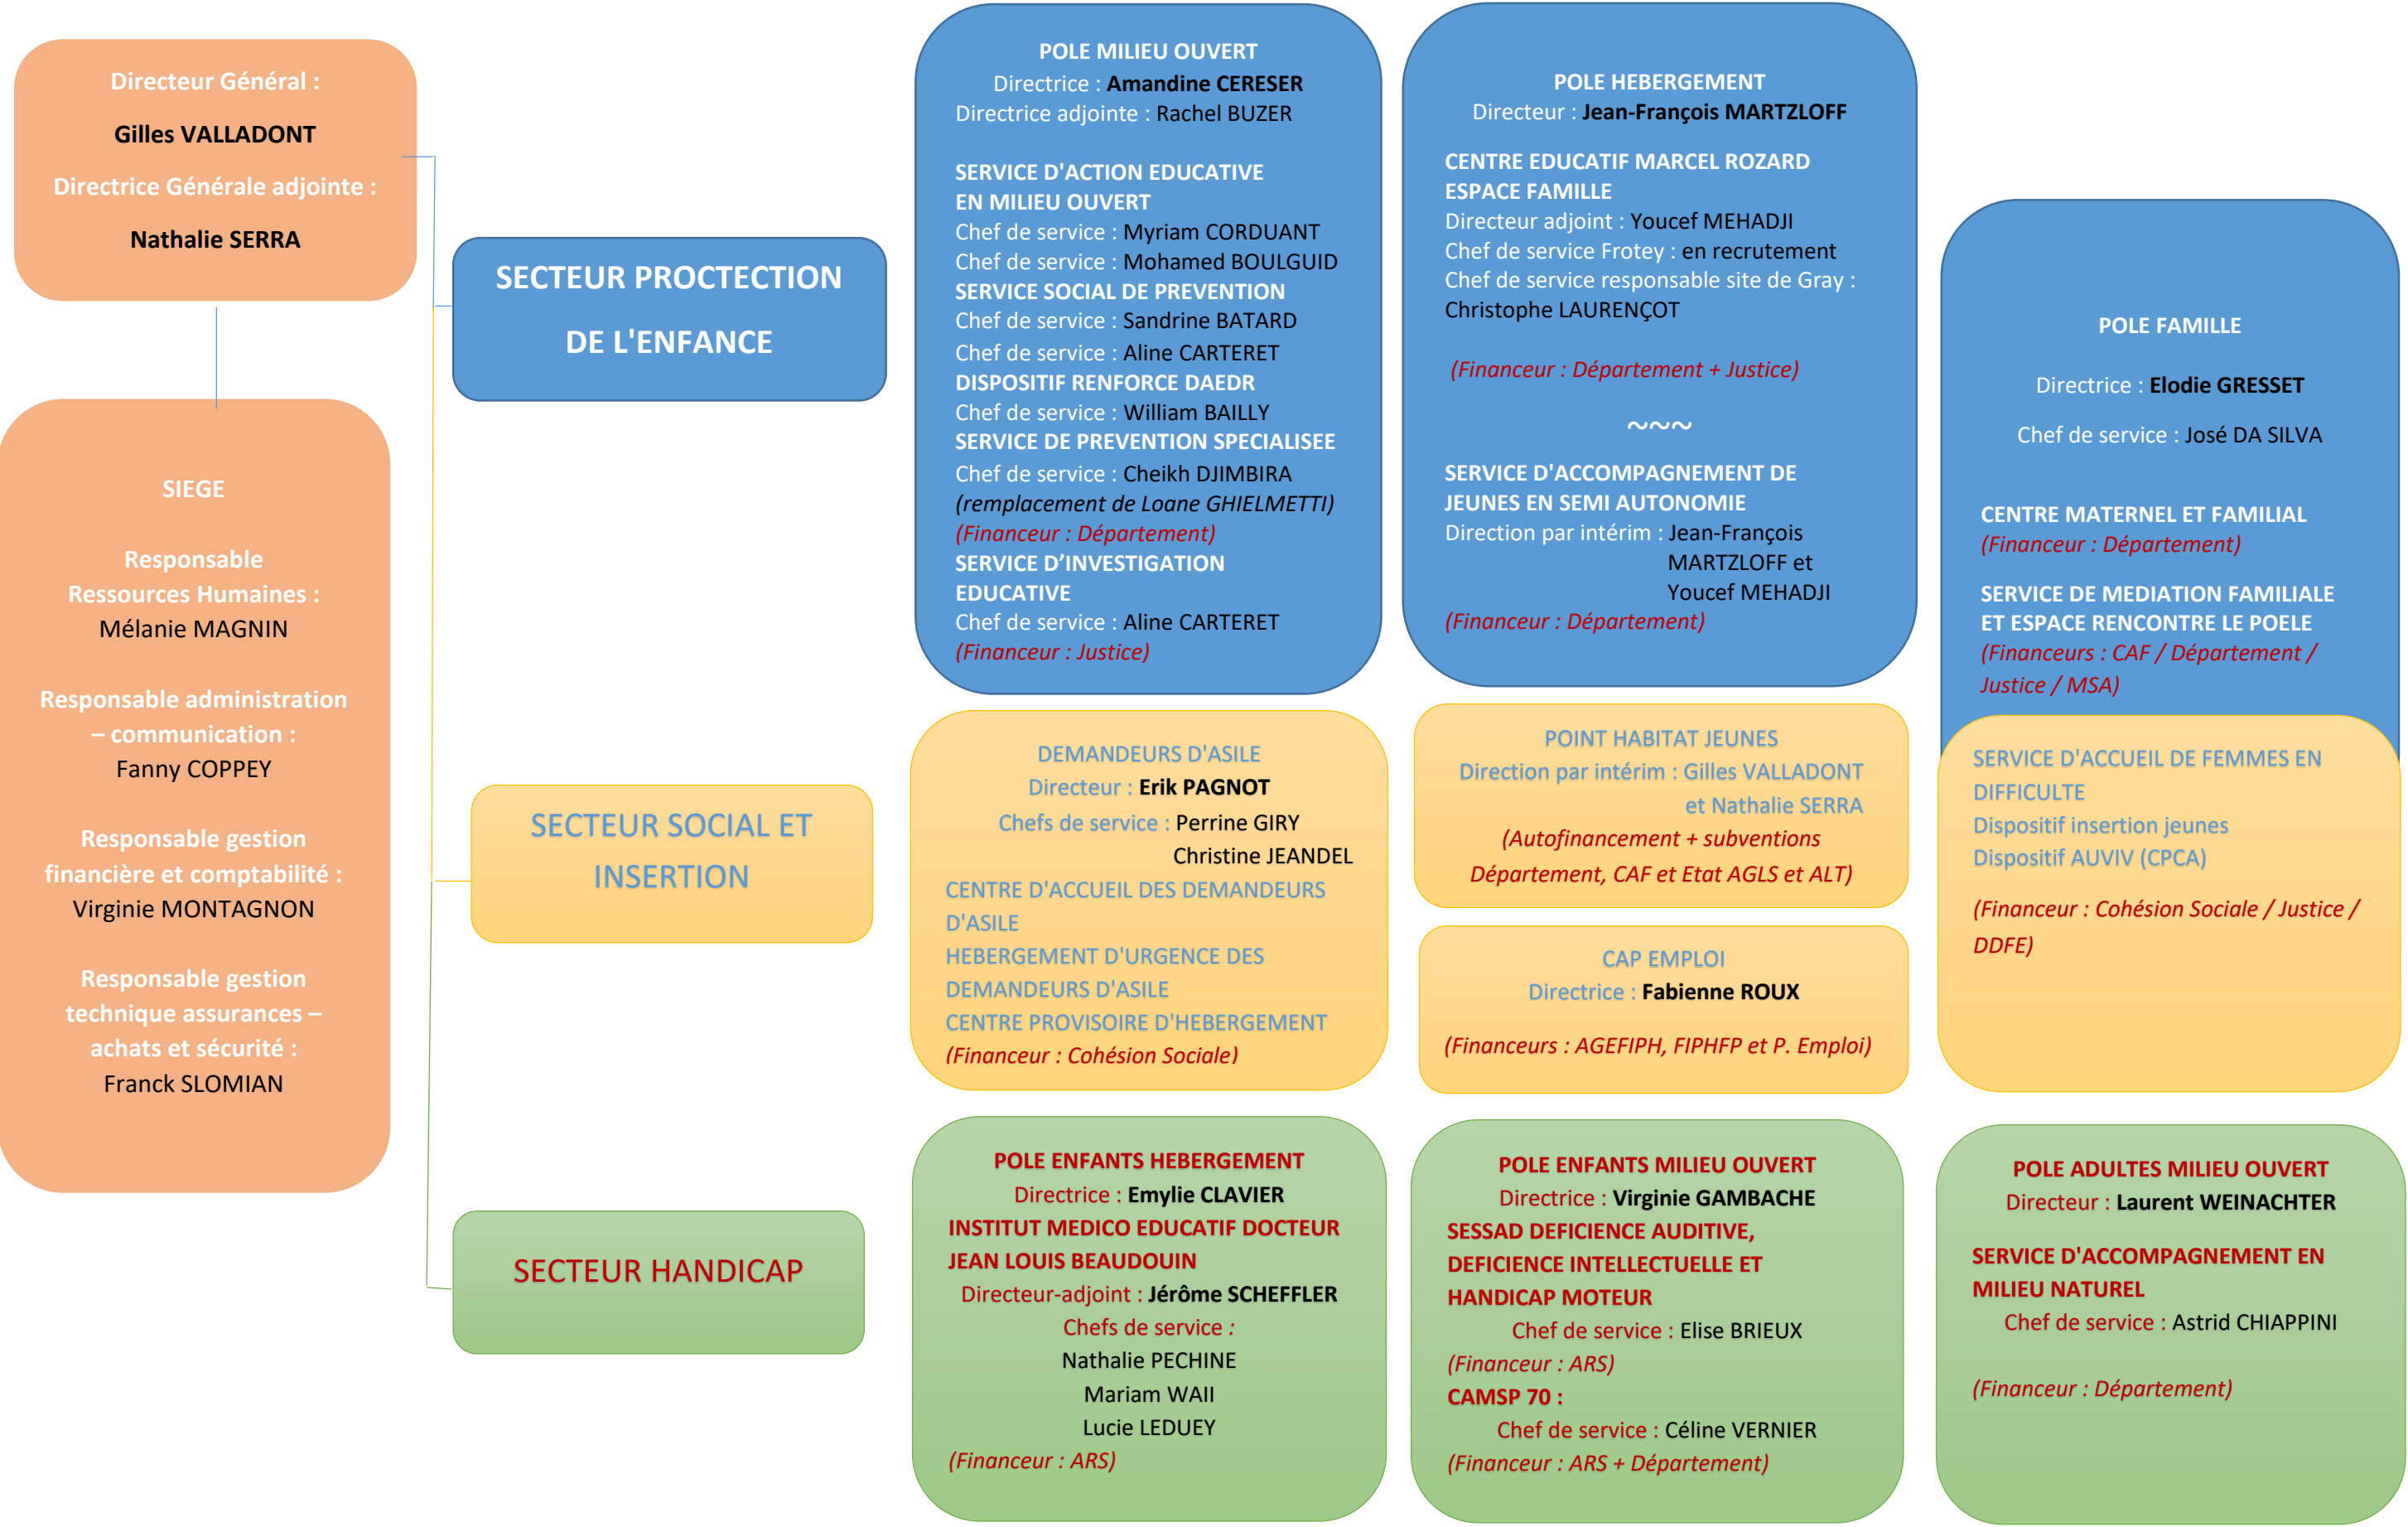 Directeur Général :
Gilles VALLADONT
Directrice Générale adjointe :
Nathalie SERRA
SIEGE
Responsable
Ressources Humaines :
Mélanie MAGNIN
Responsable administration
– communication :
Fanny COPPEY
Responsable gestion
financière et comptabilité :
Virginie MONTAGNON
Responsable gestion
technique assurances –
achats et sécurité :
Franck SLOMIAN
SECTEUR PROCTECTION
DE L'ENFANCE
POLE MILIEU OUVERT
Directrice : Amandine CERESER
Directrice adjointe : Rachel BUZER
SERVICE D'ACTION EDUCATIVE
EN MILIEU OUVERT
Chef de service : Myriam CORDUANT
Chef de service : Mohamed BOULGUID
SERVICE SOCIAL DE PREVENTION
Chef de service : Sandrine BATARD
Chef de service : Aline CARTERET
DISPOSITIF RENFORCE DAEDR
Chef de service : William BAILLY
SERVICE DE PREVENTION SPECIALISEE
Chef de service : Cheikh DJIMBIRA
(remplacement de Loane GHIELMETTI)
(Financeur : Département)
SERVICE D’INVESTIGATION
EDUCATIVE
Chef de service : Aline CARTERET
(Financeur : Justice)
POLE HEBERGEMENT
Directeur : Jean-François MARTZLOFF
CENTRE EDUCATIF MARCEL ROZARD
ESPACE FAMILLE
Directeur adjoint : Youcef MEHADJI
Chef de service Frotey : en recrutement
Chef de service responsable site de Gray :
Christophe LAURENÇOT
(Financeur : Département + Justice)
~~~
SERVICE D'ACCOMPAGNEMENT DE
JEUNES EN SEMI AUTONOMIE
Direction par intérim : Jean-François
MARTZLOFF et
Youcef MEHADJI
(Financeur : Département)
POLE FAMILLE
Directrice : Elodie GRESSET
Chef de service : José DA SILVA
CENTRE MATERNEL ET FAMILIAL
(Financeur : Département)
SERVICE DE MEDIATION FAMILIALE
ET ESPACE RENCONTRE LE POELE
(Financeurs : CAF / Département /
Justice / MSA)
SECTEUR SOCIAL ET
INSERTION
DEMANDEURS D'ASILE
Directeur : Erik PAGNOT
Chefs de service : Perrine GIRY
Christine JEANDEL
CENTRE D'ACCUEIL DES DEMANDEURS
D'ASILE
HEBERGEMENT D'URGENCE DES
DEMANDEURS D'ASILE
CENTRE PROVISOIRE D'HEBERGEMENT
(Financeur : Cohésion Sociale)
POINT HABITAT JEUNES
Direction par intérim : Gilles VALLADONT
et Nathalie SERRA
(Autofinancement + subventions
Département, CAF et Etat AGLS et ALT)
CAP EMPLOI
Directrice : Fabienne ROUX
(Financeurs : AGEFIPH, FIPHFP et P. Emploi)
SERVICE D'ACCUEIL DE FEMMES EN
DIFFICULTE
Dispositif insertion jeunes
Dispositif AUVIV (CPCA)
(Financeur : Cohésion Sociale / Justice /
DDFE)
SECTEUR HANDICAP
POLE ENFANTS HEBERGEMENT
Directrice : Emylie CLAVIER
INSTITUT MEDICO EDUCATIF DOCTEUR
JEAN LOUIS BEAUDOUIN
Directeur-adjoint : Jérôme SCHEFFLER
Chefs de service :
Nathalie PECHINE
Mariam WAII
Lucie LEDUEY
(Financeur : ARS)
POLE ENFANTS MILIEU OUVERT
Directrice : Virginie GAMBACHE
SESSAD DEFICIENCE AUDITIVE,
DEFICIENCE INTELLECTUELLE ET
HANDICAP MOTEUR
Chef de service : Elise BRIEUX
(Financeur : ARS)
CAMSP 70 :
Chef de service : Céline VERNIER
(Financeur : ARS + Département)
POLE ADULTES MILIEU OUVERT
Directeur : Laurent WEINACHTER
SERVICE D'ACCOMPAGNEMENT EN
MILIEU NATUREL
Chef de service : Astrid CHIAPPINI
(Financeur : Département)